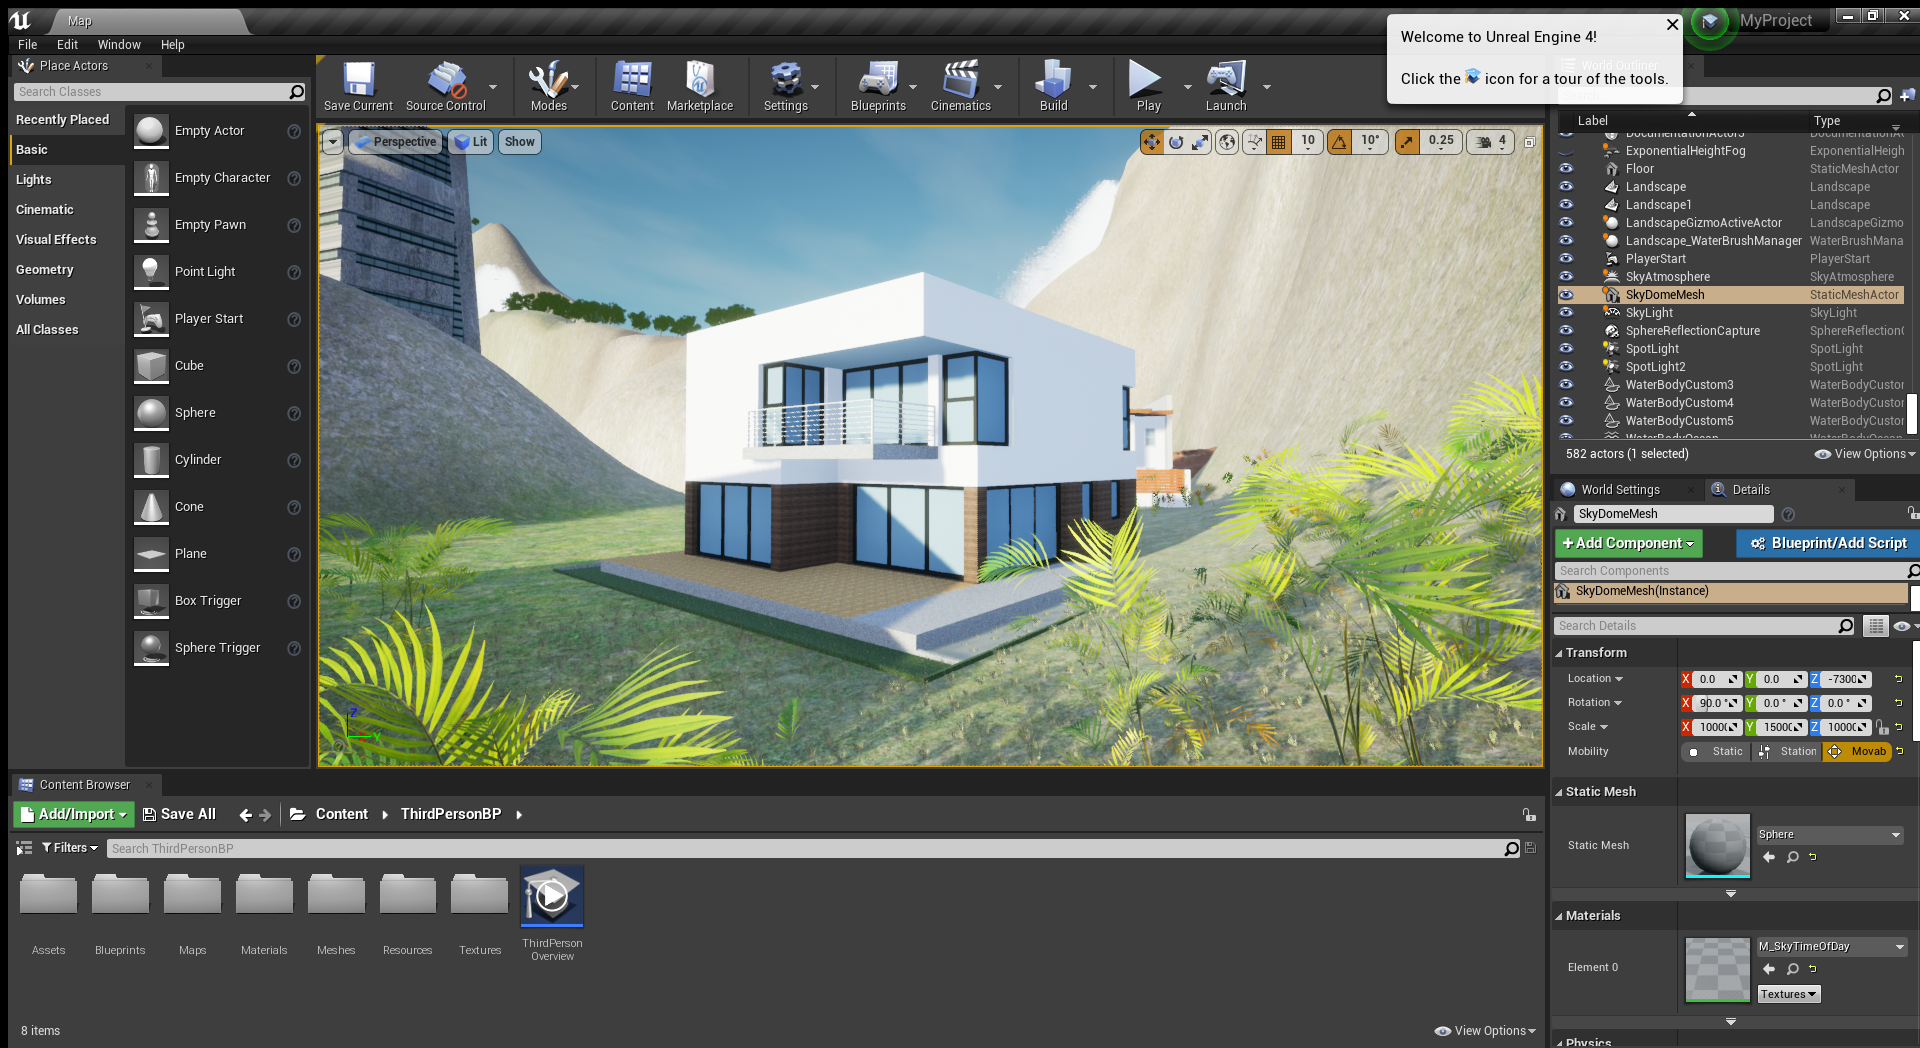 Map
MyProject
File Edit Window Help
Welcome to Unreal Engine 4!
Click the icon for a tour of the tools.
Place Actors
Search Classes
Recently Placed
Basic
Lights
Cinematic
Visual Effects
Geometry
Volumes
All Classes
Empty Actor
Empty Character
Empty Pawn
Point Light
Player Start
Cube
Sphere
Cylinder
Cone
Plane
Box Trigger
Sphere Trigger
Save Current Source Control Modes Content Marketplace Settings Blueprints Cinematics Build Play Launch
Perspective Lit Show 10 10° 0.25 4
World Outliner
Label Type
DocumentationActor3 DocumentationA
ExponentialHeightFog ExponentialHeigh
Floor StaticMeshActor
Landscape Landscape
Landscape1 Landscape
LandscapeGizmoActiveActor LandscapeGizmo
Landscape_WaterBrushManager WaterBrushMana
PlayerStart PlayerStart
SkyAtmosphere SkyAtmosphere
SkyDomeMesh StaticMeshActor
SkyLight SkyLight
SphereReflectionCapture SphereReflection
SpotLight SpotLight
SpotLight2 SpotLight
WaterBodyCustom3 WaterBodyCustor
WaterBodyCustom4 WaterBodyCustor
WaterBodyCustom5 WaterBodyCustor
WaterBodyOcean WaterBodyOcean
582 actors (1 selected) View Options
World Settings Details
SkyDomeMesh
+Add Component Blueprint/Add Script
Search Components
SkyDomeMesh(Instance)
Search Details
Transform
Location X 0.0 Y 0.0 Z -7300
Rotation X 90.0 ° Y 0.0 ° Z 0.0 °
Scale X 1000 Y 1500 Z 1000
Mobility Static Station Movab
Static Mesh
Static Mesh Sphere
Materials
Element 0 M_SkyTimeOfDay
Textures
Physics
Z
Y
Content Browser
Add/Import Save All Content ThirdPersonBP
Filters Search ThirdPersonBP
Assets Blueprints Maps Materials Meshes Resources Textures ThirdPerson
Overview
8 items View Options